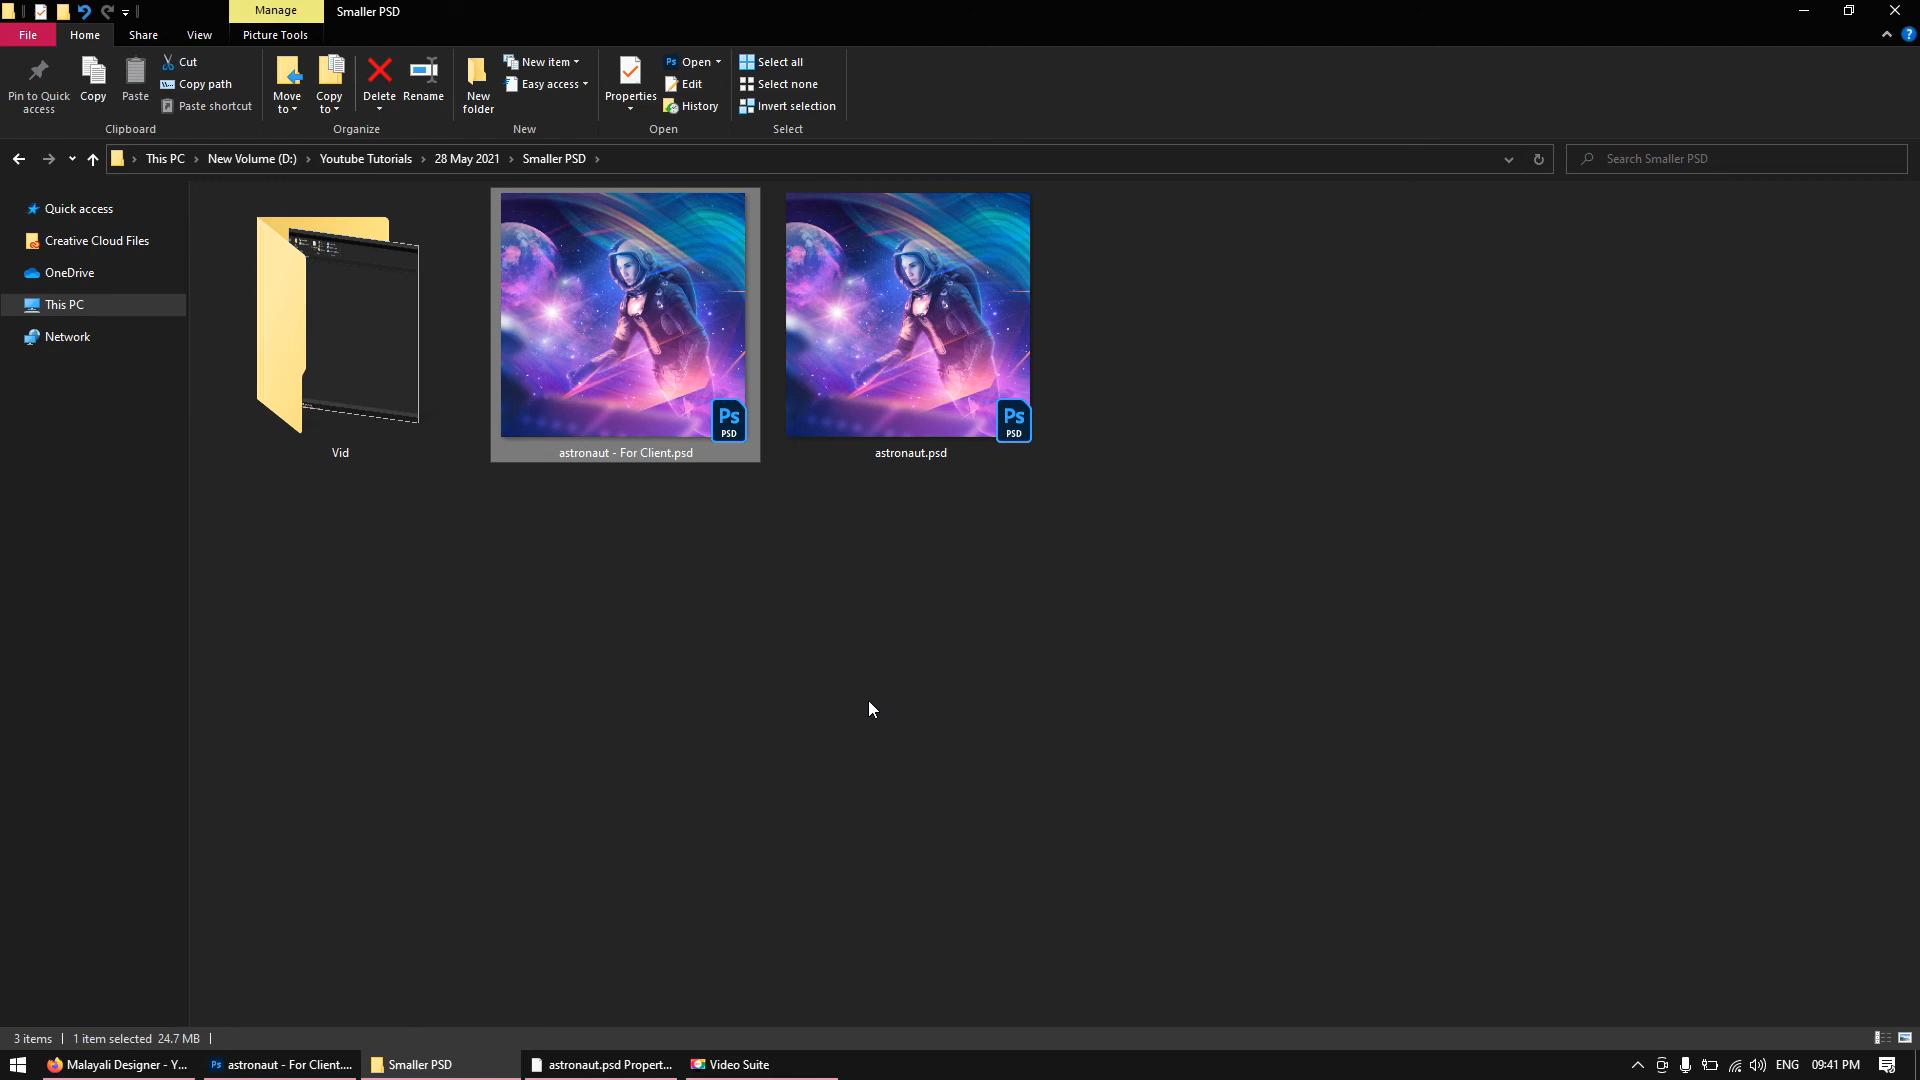 Manage
Smaller PSD
File
Home
Share
View
Picture Tools
Pin to Quick access
Copy
Paste
Cut
Copy path
Paste shortcut
Clipboard
Move to
Copy to
Delete
Rename
Organize
New folder
New item
Easy access
New
Properties
Ps Open
Edit
History
Open
Select all
Select none
Invert selection
Select
This PC › New Volume (D:) › Youtube Tutorials › 28 May 2021 › Smaller PSD ›
Search Smaller PSD
Quick access
Creative Cloud Files
OneDrive
This PC
Network
Ps
PSD
Ps
PSD
Vid
astronaut - For Client.psd
astronaut.psd
3 items
1 item selected 24.7 MB
Malayali Designer - Y...
Ps astronaut - For Client....
Smaller PSD
astronaut.psd Propert...
Video Suite
ENG
09:41 PM